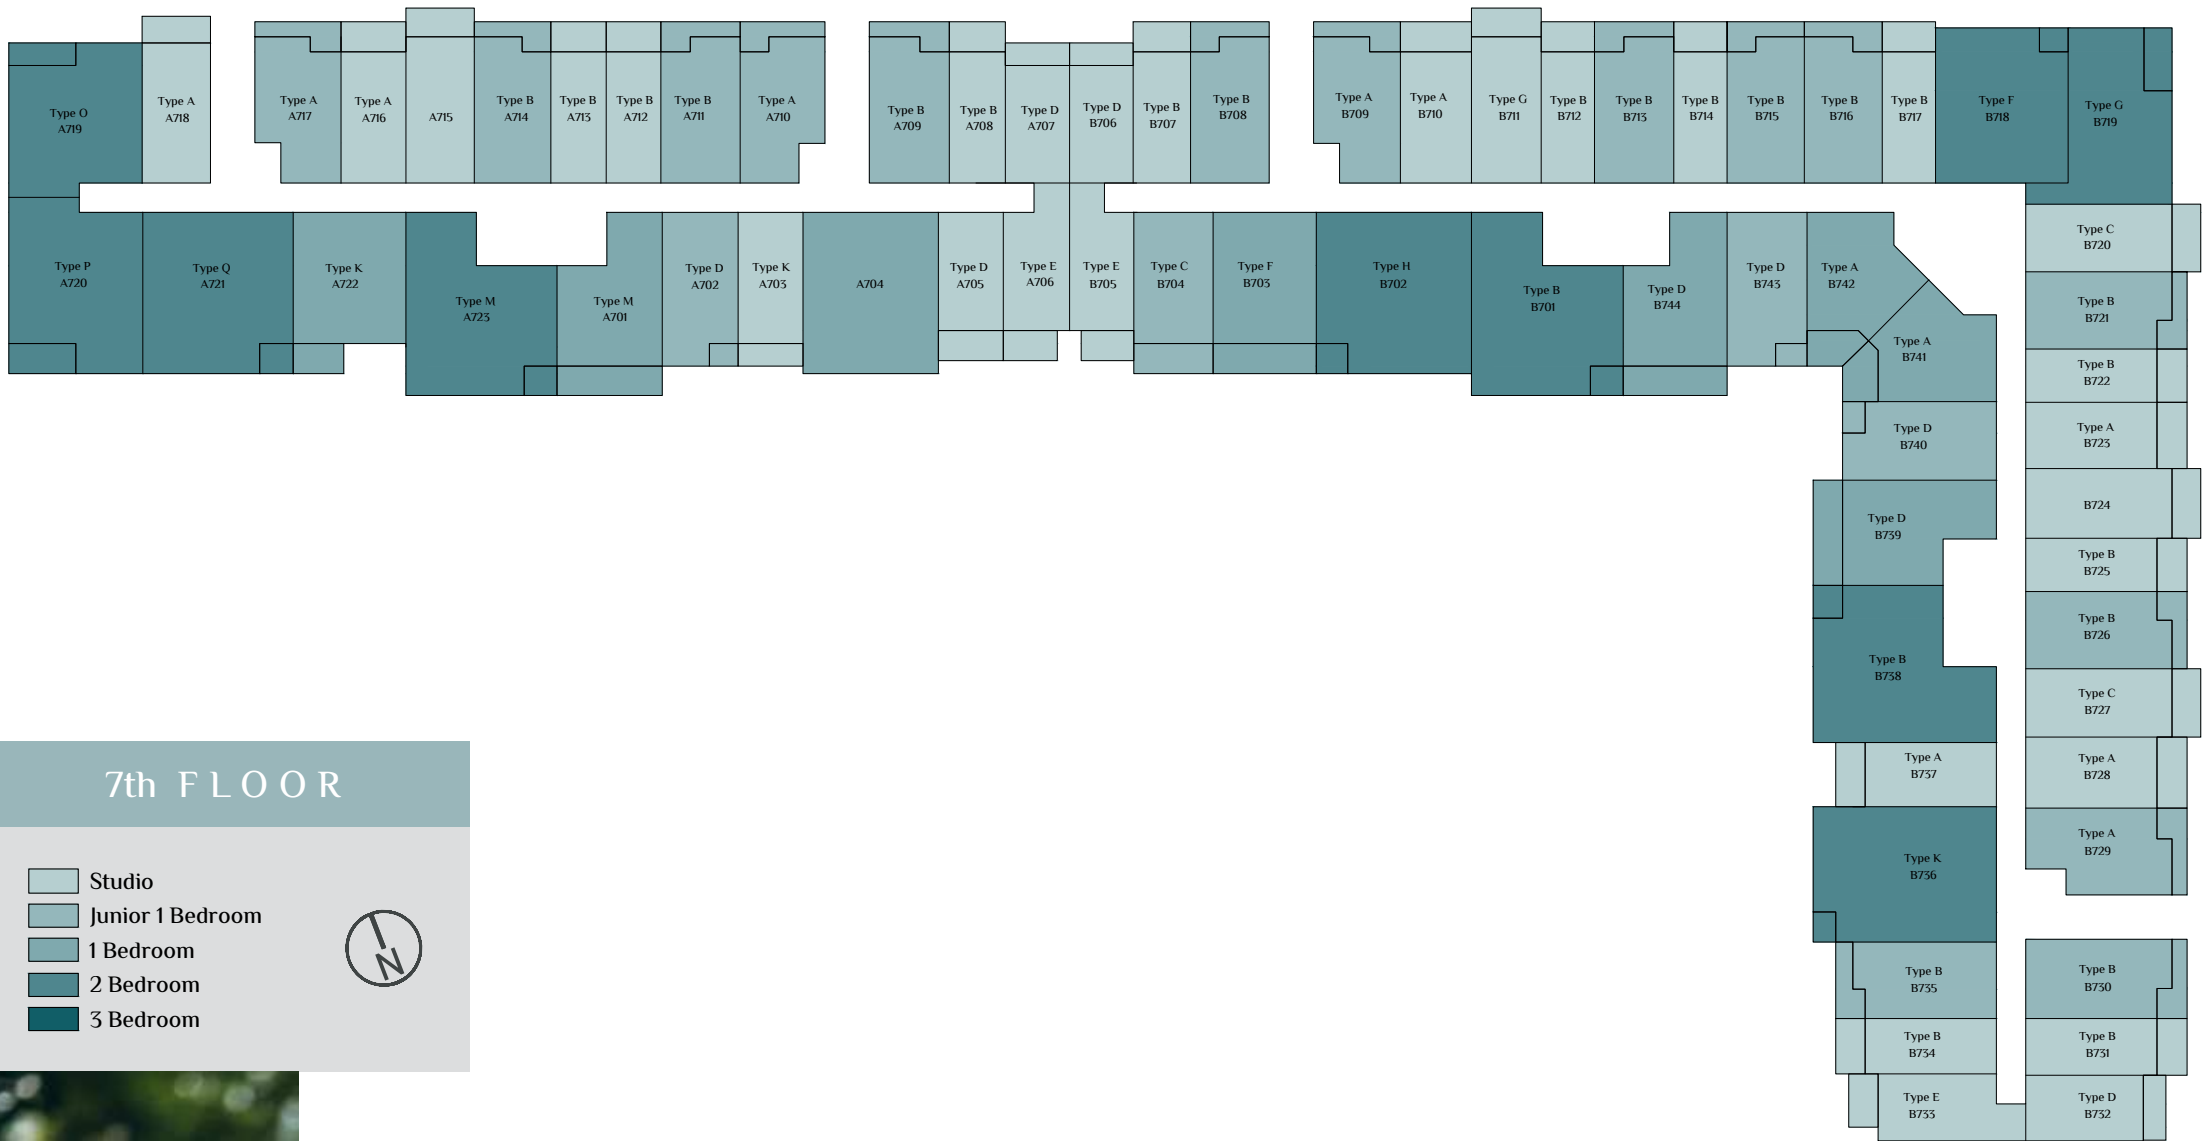 Type O
A719
Type A
A718
Type A
A717
Type A
A716
A715
Type B
A714
Type B
A713
Type B
A712
Type B
A711
Type A
A710
Type B
A709
Type B
A708
Type D
A707
Type D
B706
Type B
B707
Type B
B708
Type A
B709
Type A
B710
Type G
B711
Type B
B712
Type B
B713
Type B
B714
Type B
B715
Type B
B716
Type B
B717
Type F
B718
Type G
B719
Type P
A720
Type Q
A721
Type K
A722
Type M
A723
Type M
A701
Type D
A702
Type K
A703
A704
Type D
A705
Type E
A706
Type E
B705
Type C
B704
Type F
B703
Type H
B702
Type B
B701
Type D
B744
Type D
B743
Type A
B742
Type A
B741
Type D
B740
Type D
B739
Type B
B738
Type A
B737
Type K
B736
Type B
B735
Type B
B734
Type E
B733
Type C
B720
Type B
B721
Type B
B722
Type A
B723
B724
Type B
B725
Type B
B726
Type C
B727
Type A
B728
Type A
B729
Type B
B730
Type B
B731
Type D
B732
7th FLOOR
Studio
Junior 1 Bedroom
1 Bedroom
2 Bedroom
3 Bedroom
N